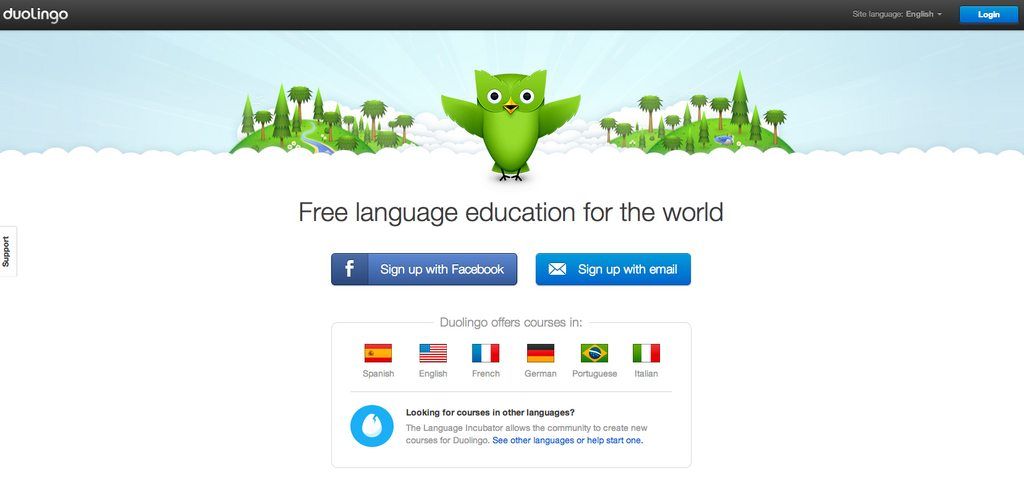 duolingo
Site language: English
Login
Free language education for the world
Support
f Sign up with Facebook
Sign up with email
Duolingo offers courses in:
Spanish English French German Portuguese Italian
Looking for courses in other languages?
The Language Incubator allows the community to create new
courses for Duolingo. See other languages or help start one.